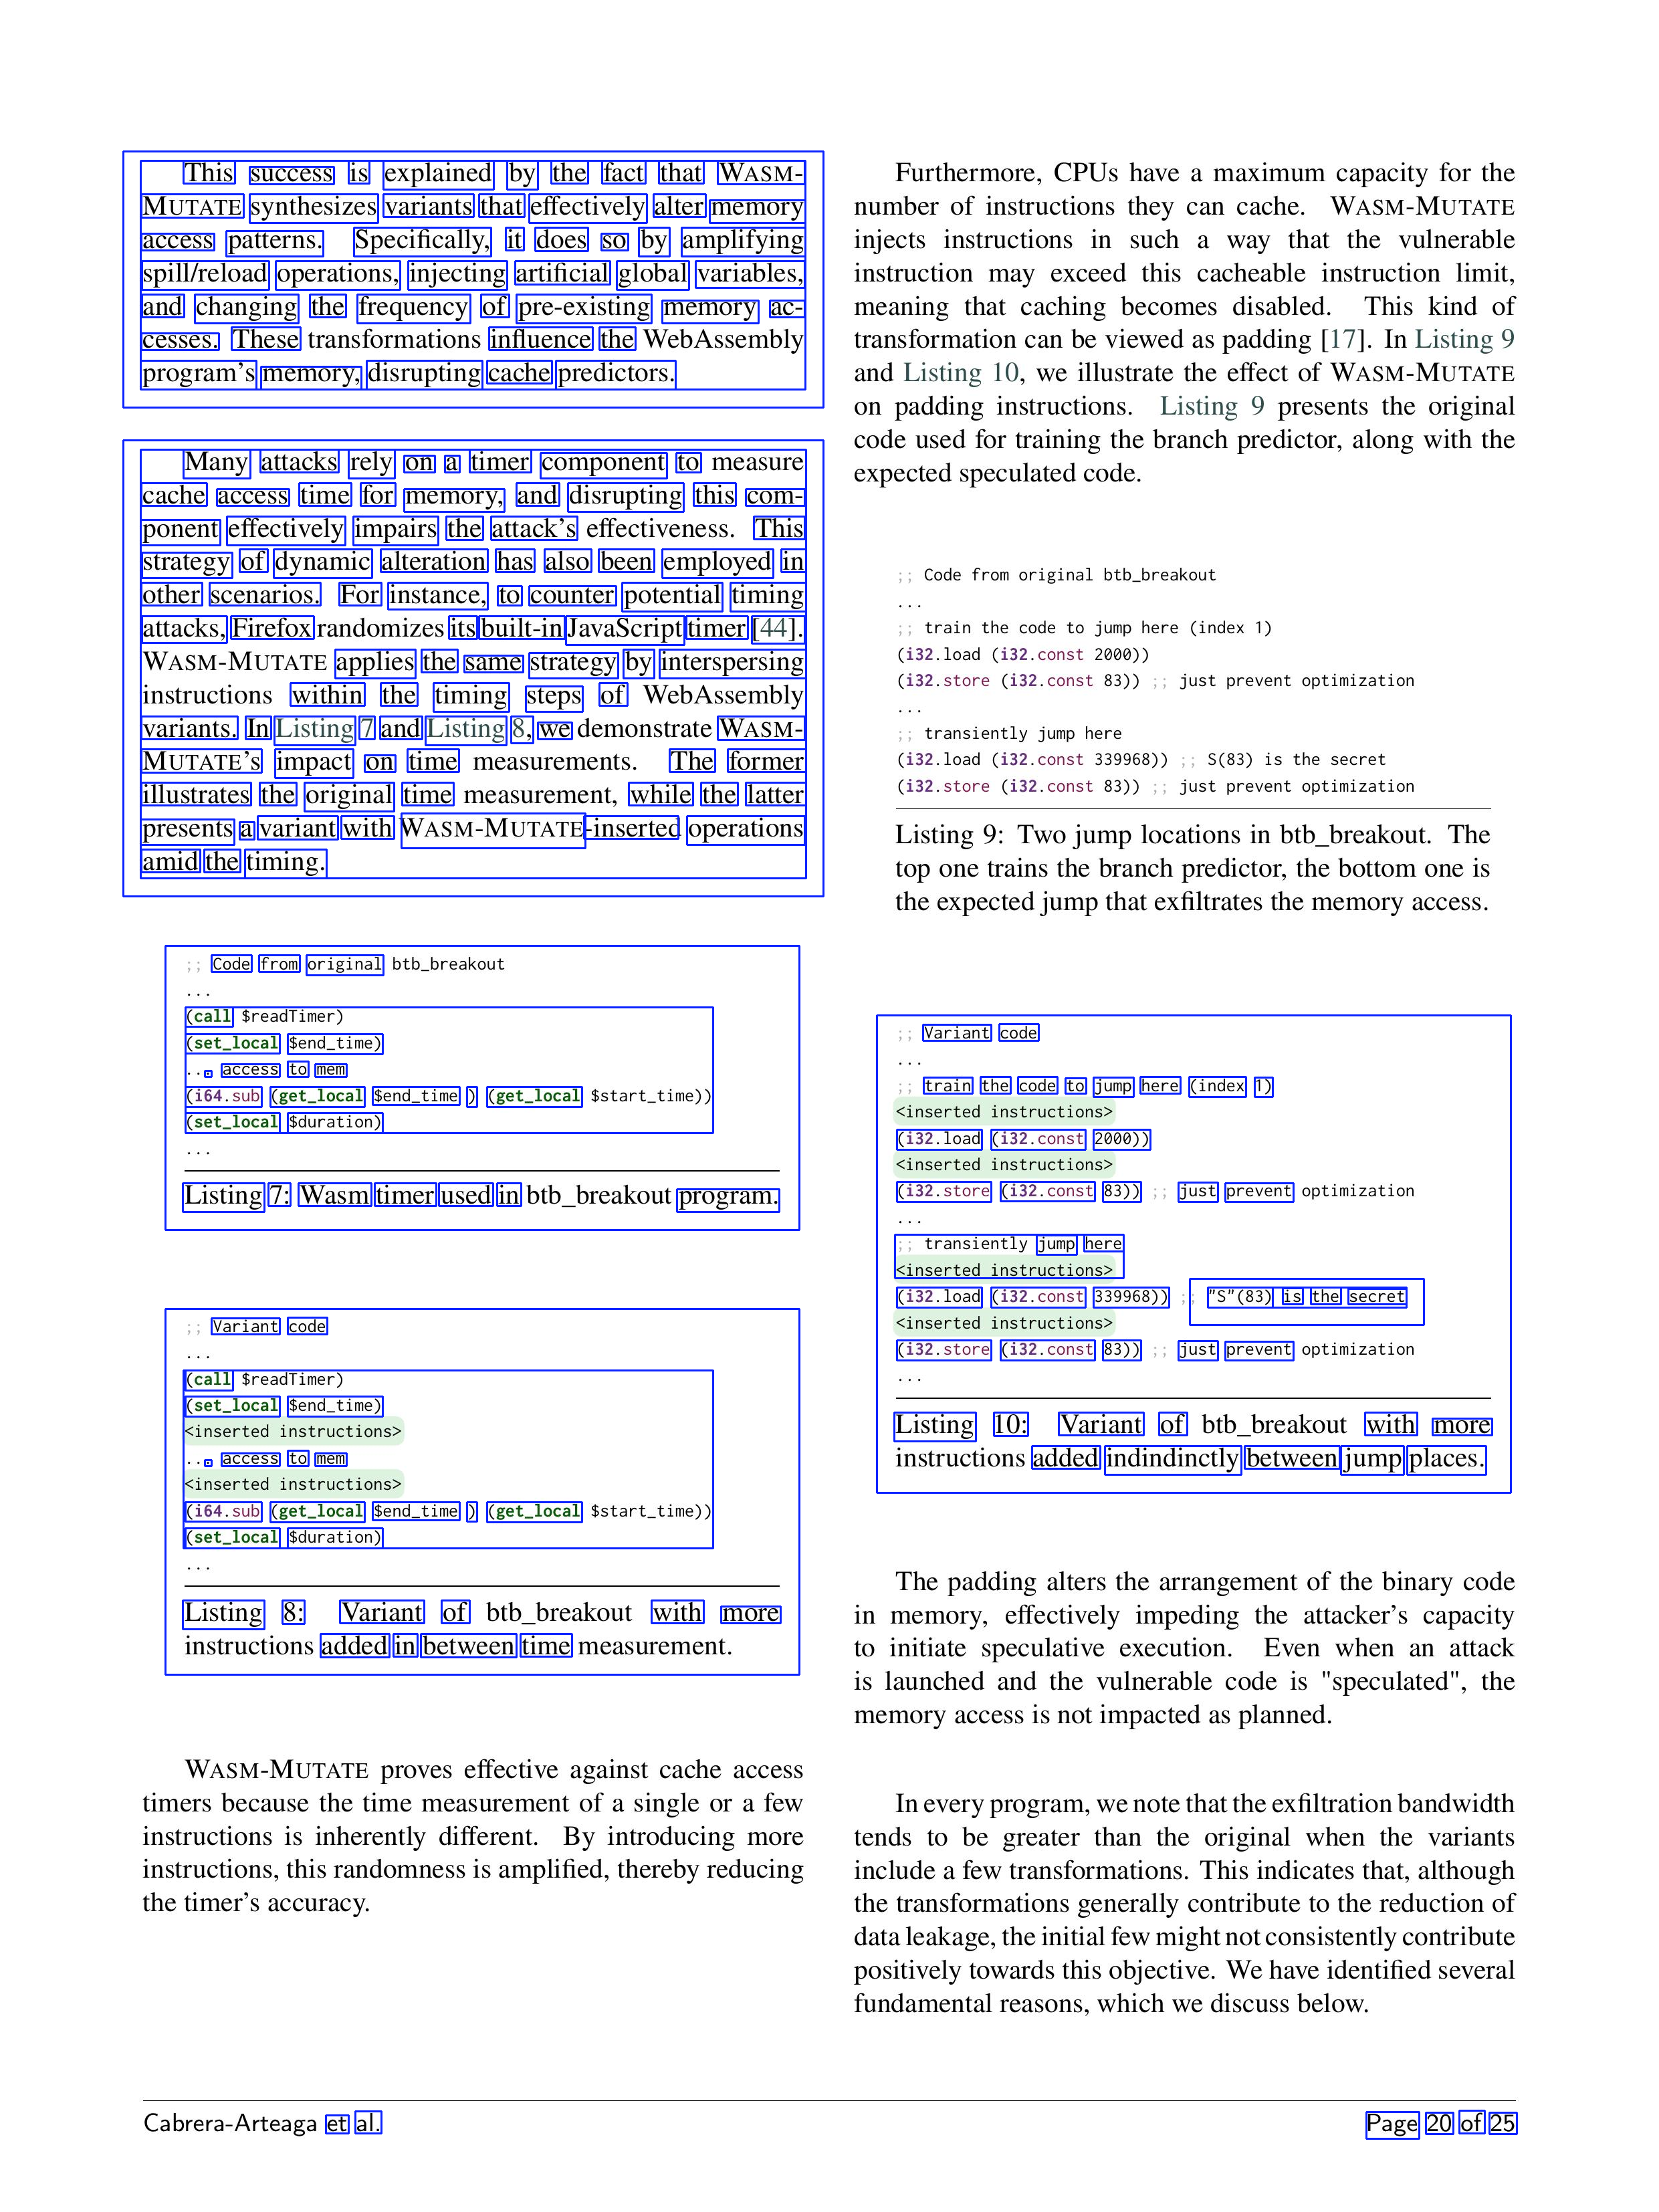 This success is explained by the fact that WASM-
MUTATE synthesizes variants that effectively alter memory
access patterns. Specifically, it does so by amplifying
spill/reload operations, injecting artificial global variables,
and changing the frequency of pre-existing memory ac-
cesses. These transformations influence the WebAssembly
program's memory, disrupting cache predictors.
Many attacks rely on a timer component to measure
cache access time for memory, and disrupting this com-
ponent effectively impairs the attack's effectiveness. This
strategy of dynamic alteration has also been employed in
other scenarios. For instance, to counter potential timing
attacks, Firefox randomizes its built-in JavaScript timer [44].
WASM-MUTATE applies the same strategy by interspersing
instructions within the timing steps of WebAssembly
variants. In Listing 7 and Listing 8, we demonstrate WASM-
MUTATE's impact on time measurements. The former
illustrates the original time measurement, while the latter
presents a variant with WASM-MUTATE-inserted operations
amid the timing.
;; Code from original btb_breakout
...
(call $readTimer)
(set_local $end_time)
... access to mem
(i64.sub (get_local $end_time ) (get_local $start_time))
(set_local $duration)
...
Listing 7: Wasm timer used in btb_breakout program.
;; Variant code
...
(call $readTimer)
(set_local $end_time)
<inserted instructions>
... access to mem
<inserted instructions>
(i64.sub (get_local $end_time ) (get_local $start_time))
(set_local $duration)
...
Listing 8: Variant of btb_breakout with more
instructions added in between time measurement.
WASM-MUTATE proves effective against cache access
timers because the time measurement of a single or a few
instructions is inherently different. By introducing more
instructions, this randomness is amplified, thereby reducing
the timer's accuracy.
Furthermore, CPUs have a maximum capacity for the
number of instructions they can cache. WASM-MUTATE
injects instructions in such a way that the vulnerable
instruction may exceed this cacheable instruction limit,
meaning that caching becomes disabled. This kind of
transformation can be viewed as padding [17]. In Listing 9
and Listing 10, we illustrate the effect of WASM-MUTATE
on padding instructions. Listing 9 presents the original
code used for training the branch predictor, along with the
expected speculated code.
;; Code from original btb_breakout
...
;; train the code to jump here (index 1)
(i32.load (i32.const 2000))
(i32.store (i32.const 83)) ;; just prevent optimization
...
;; transiently jump here
(i32.load (i32.const 339968)) ;; S(83) is the secret
(i32.store (i32.const 83)) ;; just prevent optimization
Listing 9: Two jump locations in btb_breakout. The
top one trains the branch predictor, the bottom one is
the expected jump that exfiltrates the memory access.
;; Variant code
...
;; train the code to jump here (index 1)
<inserted instructions>
(i32.load (i32.const 2000))
<inserted instructions>
(i32.store (i32.const 83)) ;; just prevent optimization
...
;; transiently jump here
<inserted instructions>
(i32.load (i32.const 339968)) ;; "S"(83) is the secret
<inserted instructions>
(i32.store (i32.const 83)) ;; just prevent optimization
...
Listing 10: Variant of btb_breakout with more
instructions added indindinctly between jump places.
The padding alters the arrangement of the binary code
in memory, effectively impeding the attacker's capacity
to initiate speculative execution. Even when an attack
is launched and the vulnerable code is "speculated", the
memory access is not impacted as planned.
In every program, we note that the exfiltration bandwidth
tends to be greater than the original when the variants
include a few transformations. This indicates that, although
the transformations generally contribute to the reduction of
data leakage, the initial few might not consistently contribute
positively towards this objective. We have identified several
fundamental reasons, which we discuss below.
Cabrera-Arteaga et al.
Page 20 of 25